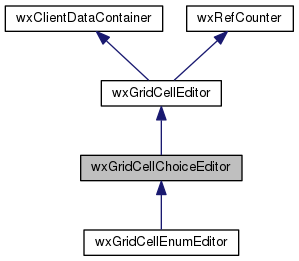 wxClientDataContainer
wxRefCounter
wxGridCellEditor
wxGridCellChoiceEditor
wxGridCellEnumEditor